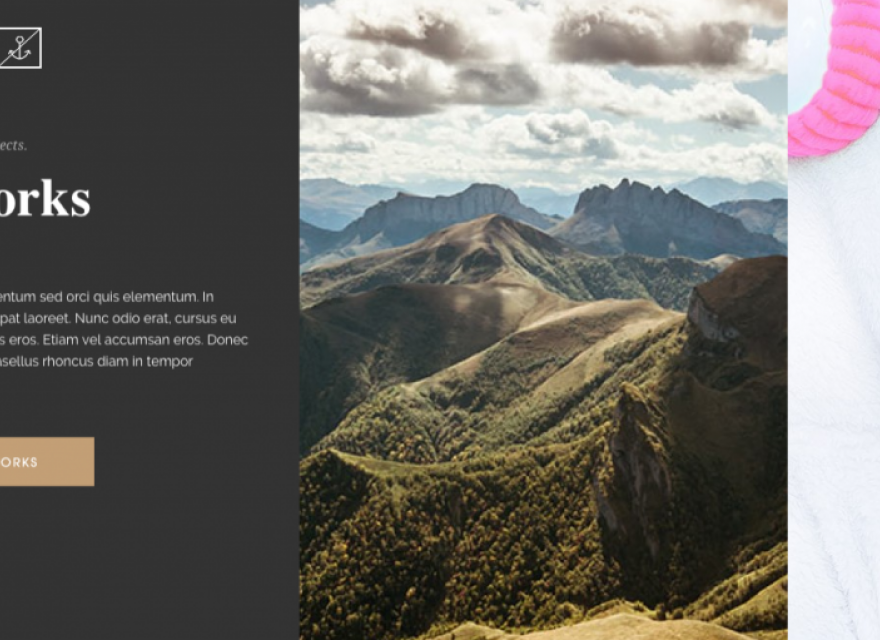 ects.
orks
entum sed orci quis elementum. In
pat laoreet. Nunc odio erat, cursus eu
s eros. Etiam vel accumsan eros. Donec
asellus rhoncus diam in tempor
ORKS